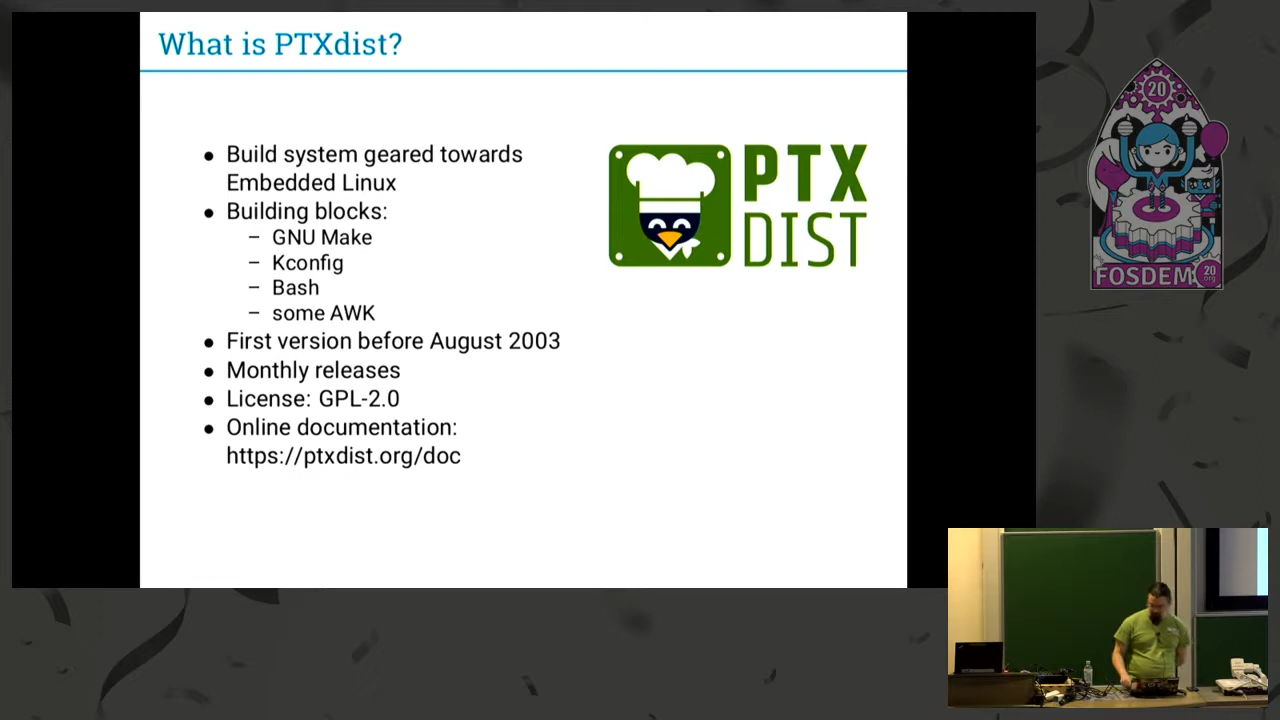 What is PTXdist?
● Build system geared towards
Embedded Linux
● Building blocks:
– GNU Make
– Kconfig
– Bash
– some AWK
● First version before August 2003
● Monthly releases
● License: GPL-2.0
● Online documentation:
https://ptxdist.org/doc
PTX
DIST
20
FOSDEM
20
.org